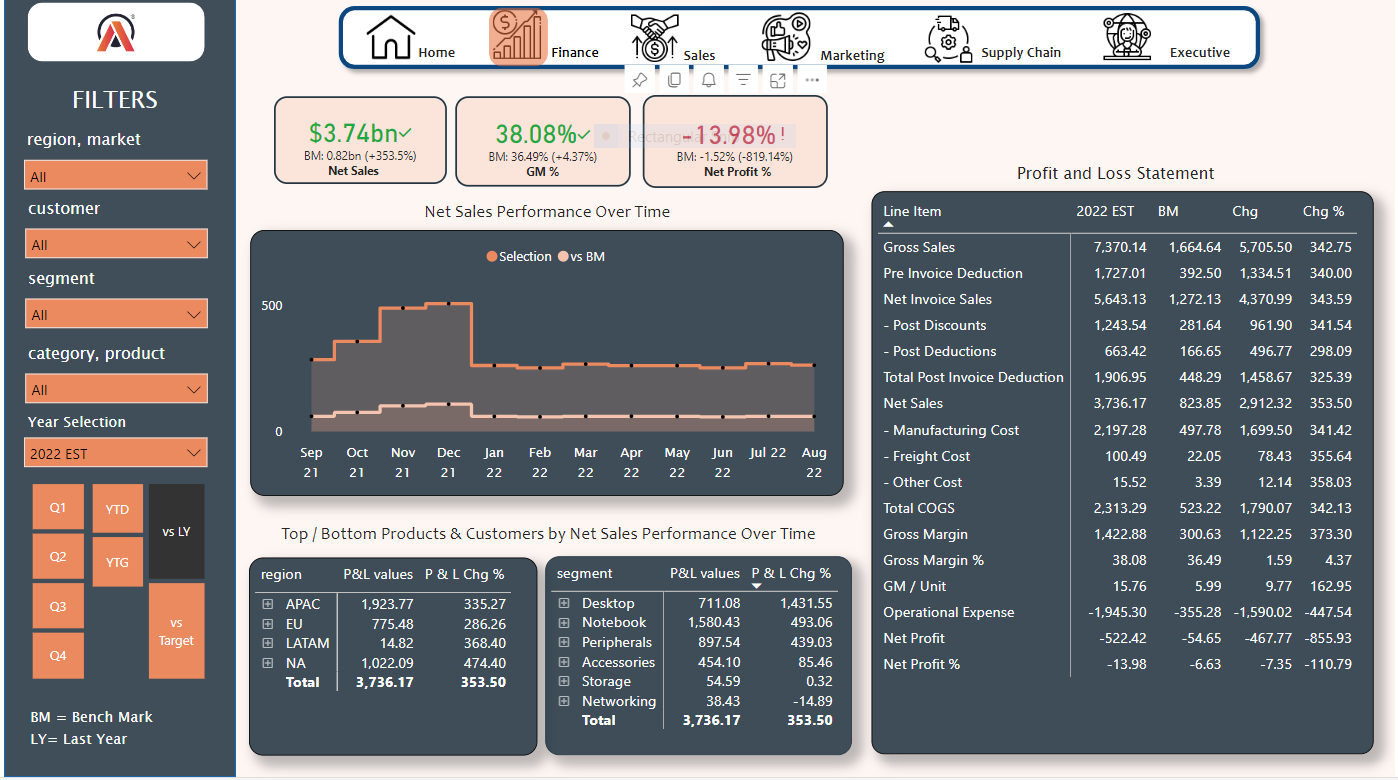 Home
Finance
Sales
Marketing
Supply Chain
Executive
FILTERS
region, market
All
customer
All
segment
All
category, product
All
Year Selection
2022 EST
Q1
Q2
Q3
Q4
YTD
YTG
vs LY
vs
Target
BM = Bench Mark
LY= Last Year
$3.74bn
BM: 0.82bn (+353.5%)
Net Sales
38.08%
BM: 36.49% (+4.37%)
GM %
-13.98% !
BM: -1.52% (-819.14%)
Net Profit %
Net Sales Performance Over Time
Selection vs BM
500
0
Sep Oct Nov Dec Jan Feb Mar Apr May Jun Jul 22 Aug
21 21 21 21 22 22 22 22 22 22 22
Top / Bottom Products & Customers by Net Sales Performance Over Time
region P&L values P & L Chg %
APAC 1,923.77 335.27
EU 775.48 286.26
LATAM 14.82 368.40
NA 1,022.09 474.40
Total 3,736.17 353.50
segment P&L values P & L Chg %
Desktop 711.08 1,431.55
Notebook 1,580.43 493.06
Peripherals 897.54 439.03
Accessories 454.10 85.46
Storage 54.59 0.32
Networking 38.43 -14.89
Total 3,736.17 353.50
Profit and Loss Statement
Line Item 2022 EST BM Chg Chg %
Gross Sales 7,370.14 1,664.64 5,705.50 342.75
Pre Invoice Deduction 1,727.01 392.50 1,334.51 340.00
Net Invoice Sales 5,643.13 1,272.13 4,370.99 343.59
- Post Discounts 1,243.54 281.64 961.90 341.54
- Post Deductions 663.42 166.65 496.77 298.09
Total Post Invoice Deduction 1,906.95 448.29 1,458.67 325.39
Net Sales 3,736.17 823.85 2,912.32 353.50
- Manufacturing Cost 2,197.28 497.78 1,699.50 341.42
- Freight Cost 100.49 22.05 78.43 355.64
- Other Cost 15.52 3.39 12.14 358.03
Total COGS 2,313.29 523.22 1,790.07 342.13
Gross Margin 1,422.88 300.63 1,122.25 373.30
Gross Margin % 38.08 36.49 1.59 4.37
GM / Unit 15.76 5.99 9.77 162.95
Operational Expense -1,945.30 -355.28 -1,590.02 -447.54
Net Profit -522.42 -54.65 -467.77 -855.93
Net Profit % -13.98 -6.63 -7.35 -110.79